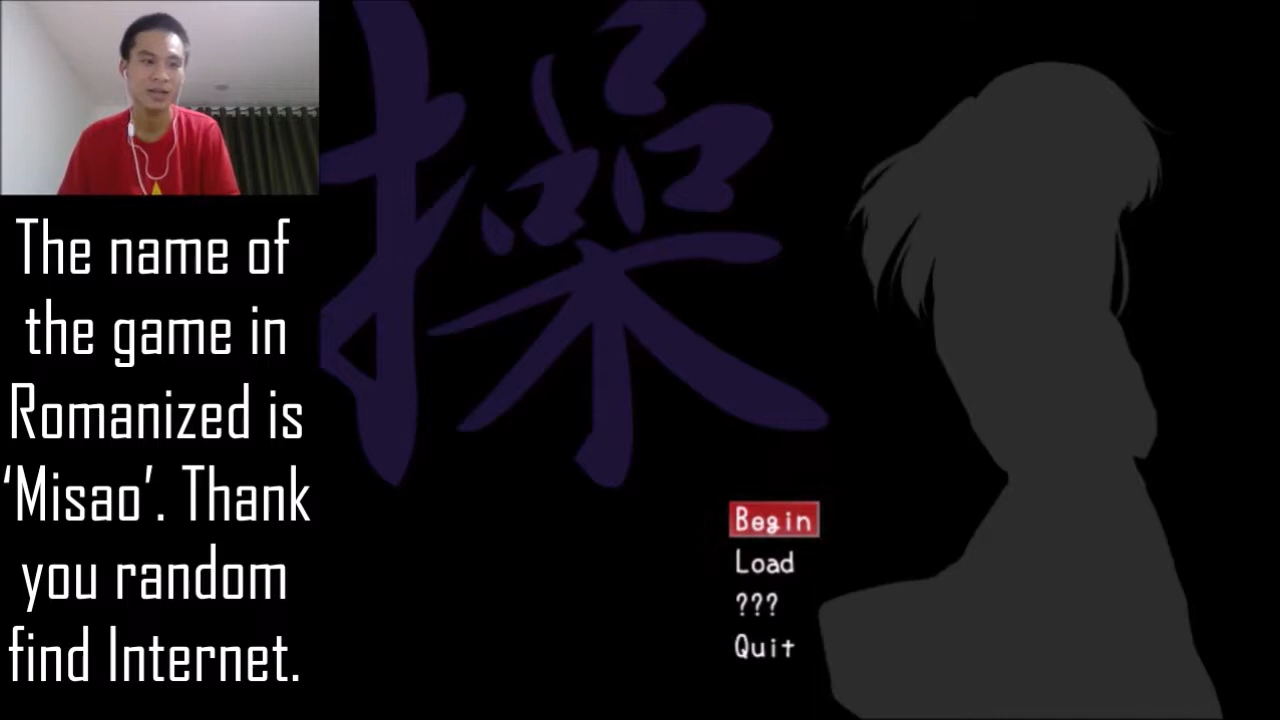 The name of
the game in
Romanized is
‘Misao’. Thank
you random
find Internet.
操
Begin
Load
???
Quit